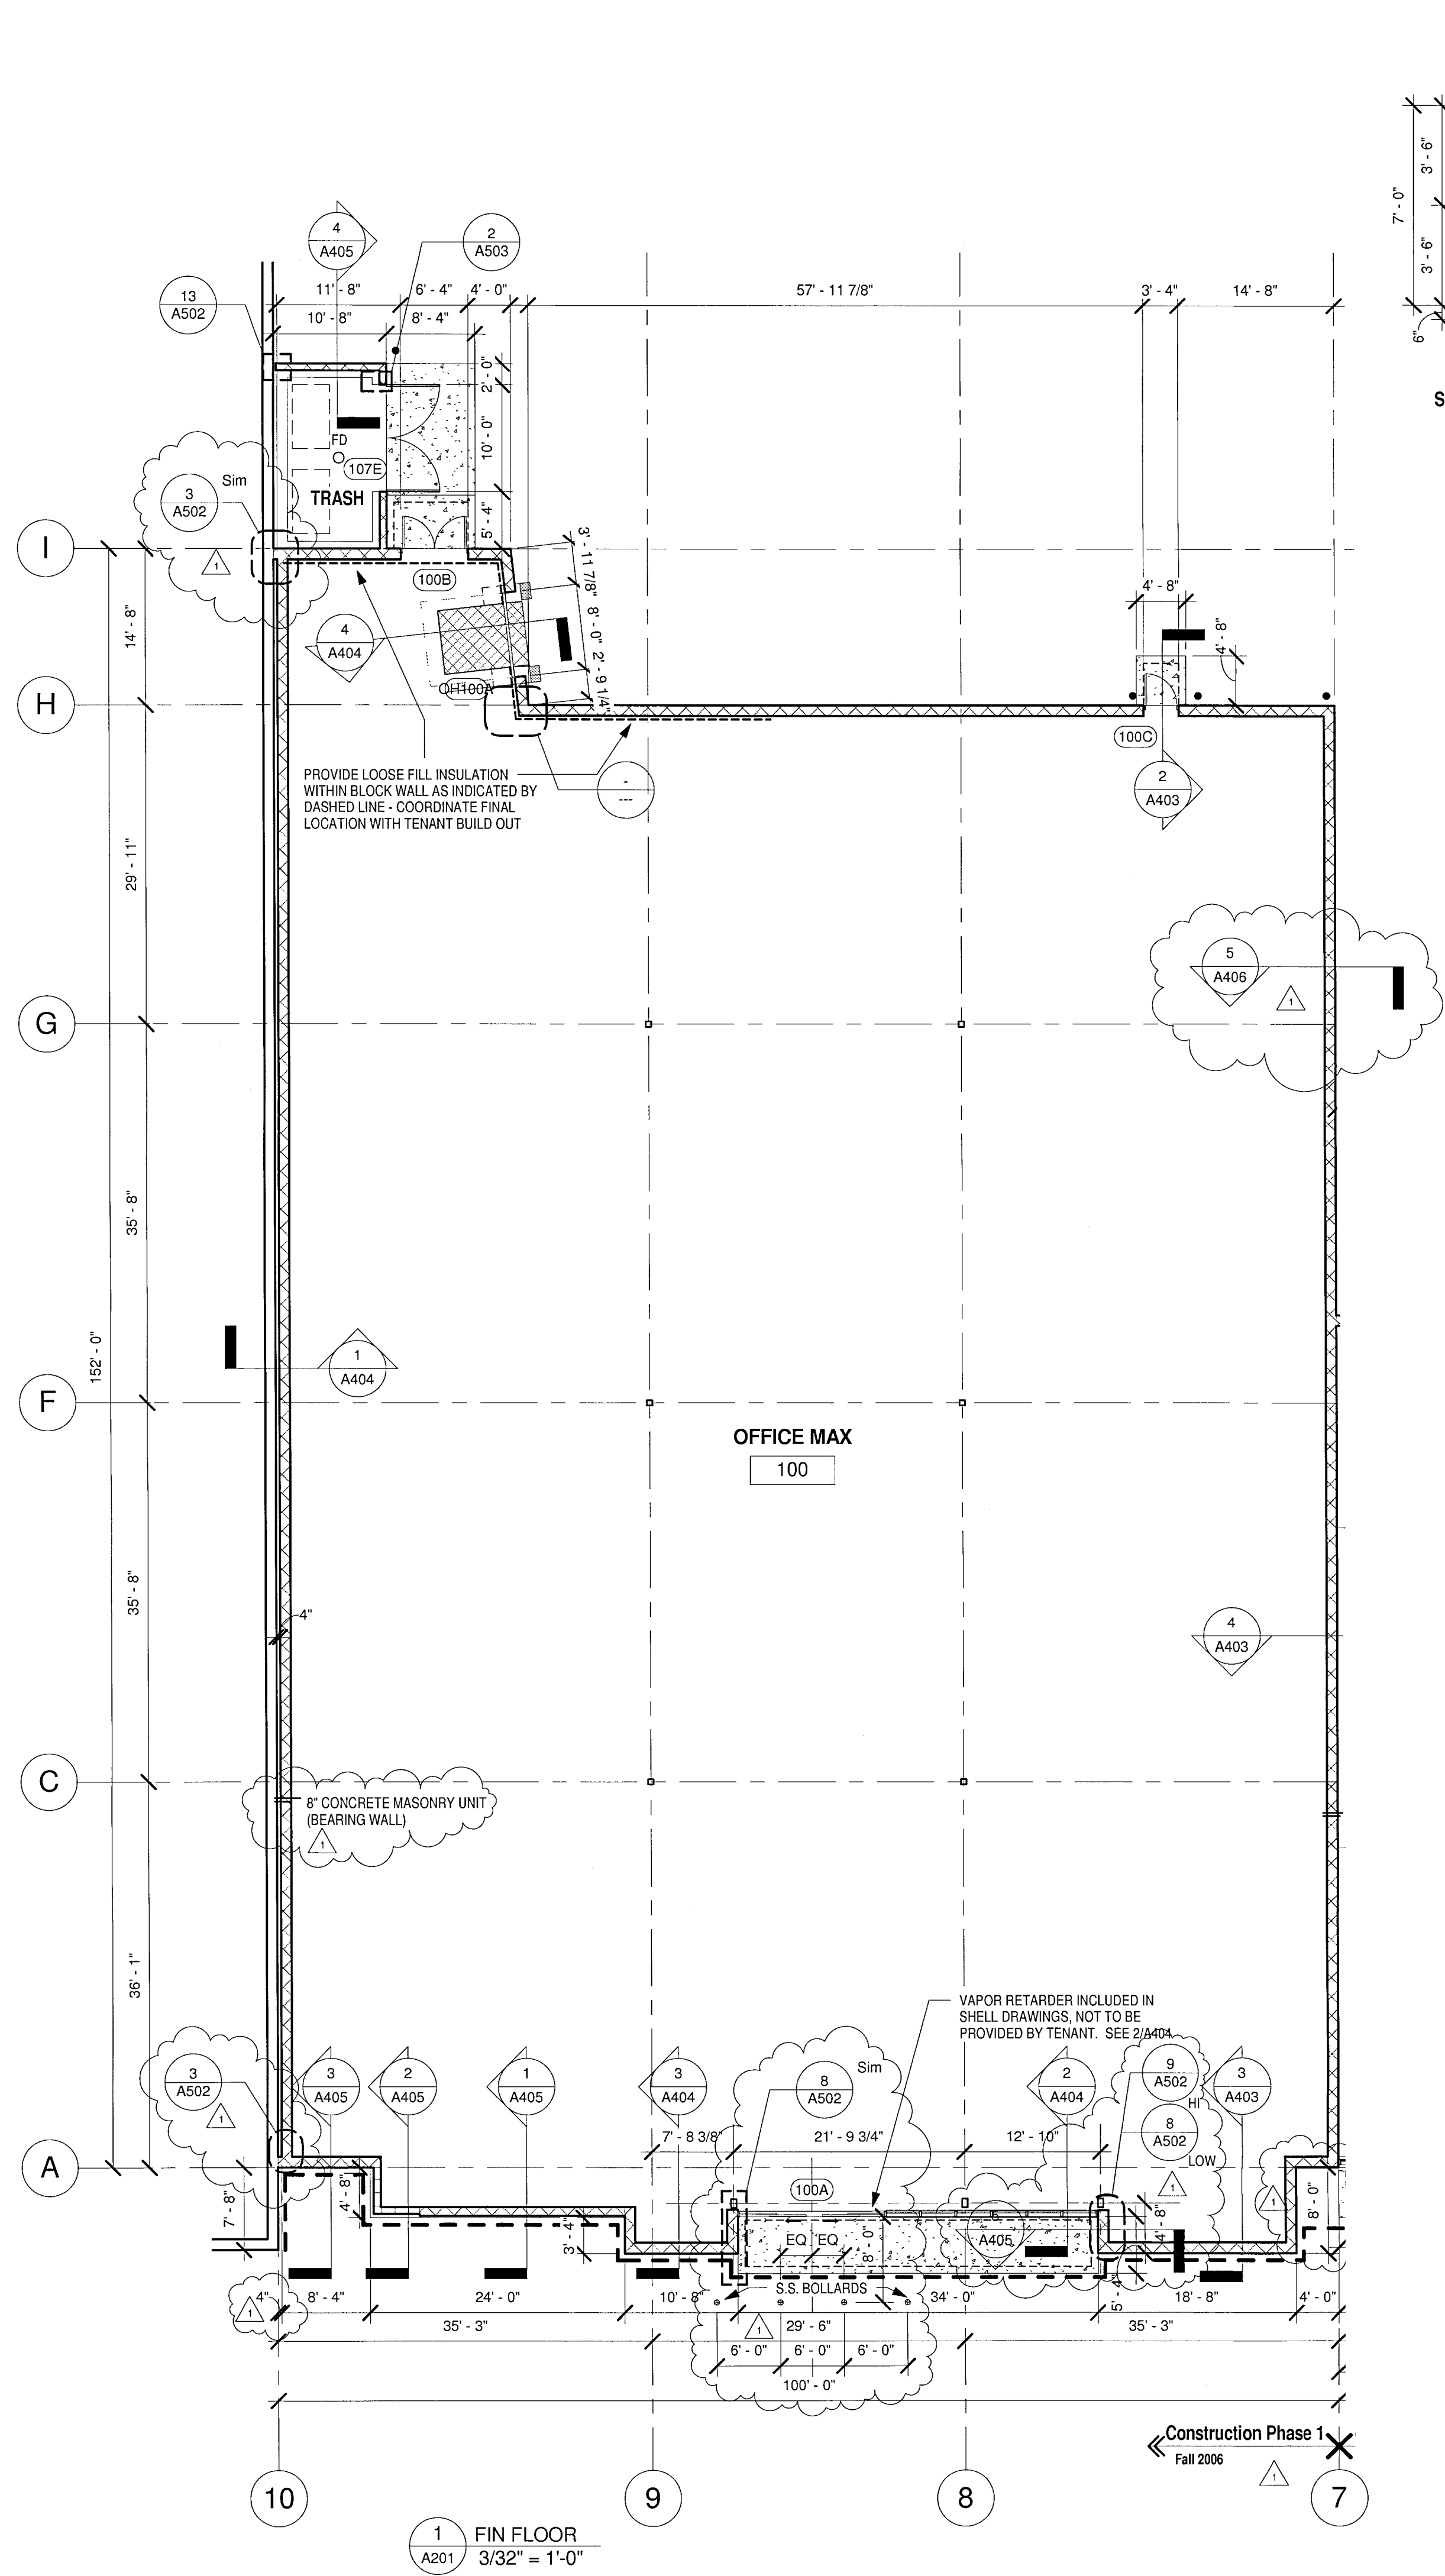 3' - 6"
7' - 0"
3' - 6"
6"
S
4
A405
2
A503
13
A502
11' - 8"
6' - 4"
4' - 0"
57' - 11 7/8"
3' - 4"
14' - 8"
10' - 8"
8' - 4"
2' - 0"
10' - 0"
5' - 4"
FD
107E
TRASH
Sim
3
A502
1
I
100B
3' - 11 7/8"
8' - 0"
2' - 9 1/4"
4
A404
OH100A
4' - 8"
4' - 8"
14' - 8"
H
100C
2
A403
PROVIDE LOOSE FILL INSULATION
WITHIN BLOCK WALL AS INDICATED BY
DASHED LINE - COORDINATE FINAL
LOCATION WITH TENANT BUILD OUT
-
---
29' - 11"
5
A406
1
G
35' - 8"
152' - 0"
1
A404
F
OFFICE MAX
100
35' - 8"
4"
4
A403
C
8" CONCRETE MASONRY UNIT
(BEARING WALL)
1
36' - 1"
VAPOR RETARDER INCLUDED IN
SHELL DRAWINGS, NOT TO BE
PROVIDED BY TENANT. SEE 2/A404
3
A502
1
3
A405
2
A405
1
A405
3
A404
8
A502
Sim
2
A404
9
A502
HI
8
A502
LOW
1
3
A403
7' - 8 3/8"
21' - 9 3/4"
12' - 10"
A
7' - 8"
4' - 8"
3' - 4"
100A
EQ
EQ
8' - 0"
6
A405
4' - 8"
5' - 4"
1
8' - 0"
S.S. BOLLARDS
4"
1
8' - 4"
24' - 0"
10' - 8"
34' - 0"
18' - 8"
4' - 0"
35' - 3"
1
29' - 6"
35' - 3"
6' - 0"
6' - 0"
6' - 0"
100' - 0"
Construction Phase 1
Fall 2006
1
10
9
8
7
1
A201
FIN FLOOR
3/32" = 1'-0"